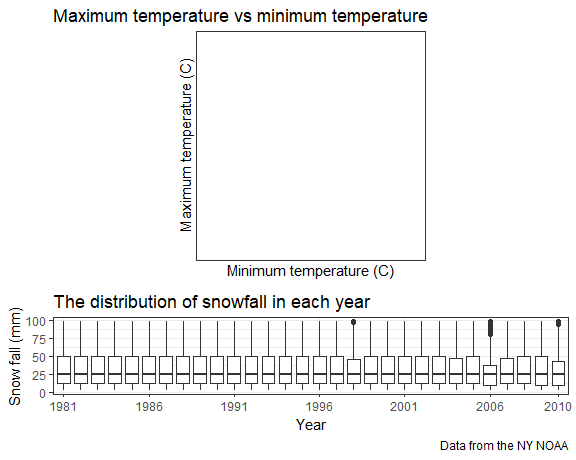 Maximum temperature vs minimum temperature
Maximum temperature (C)
Minimum temperature (C)
The distribution of snowfall in each year
Snow fall (mm)
100
75
50
25
0
1981 1986 1991 1996 2001 2006 2010
Year
Data from the NY NOAA